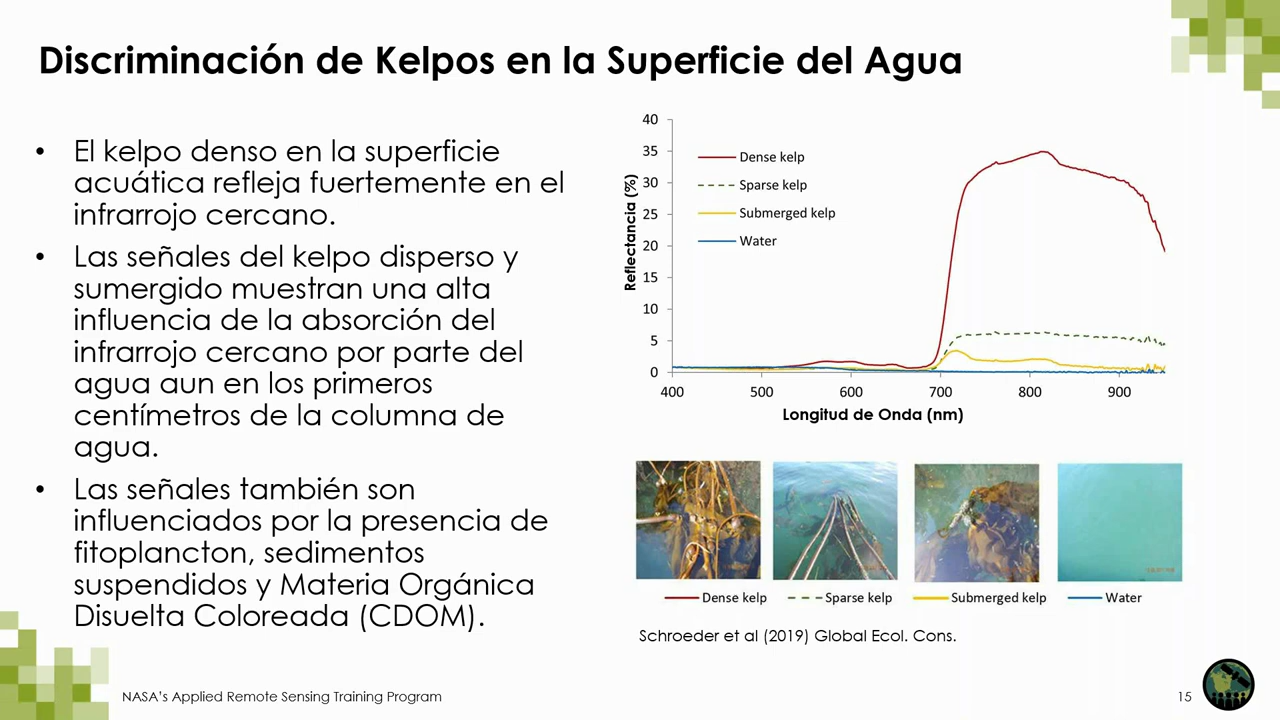 Discriminación de Kelpos en la Superficie del Agua
• El kelpo denso en la superficie
acuática refleja fuertemente en el
infrarrojo cercano.
• Las señales del kelpo disperso y
sumergido muestran una alta
influencia de la absorción del
infrarrojo cercano por parte del
agua aun en los primeros
centímetros de la columna de
agua.
• Las señales también son
influenciados por la presencia de
fitoplancton, sedimentos
suspendidos y Materia Orgánica
Disuelta Coloreada (CDOM).
Reflectancia (%)
40
35
30
25
20
15
10
5
0
Dense kelp
Sparse kelp
Submerged kelp
Water
400 500 600 700 800 900
Longitud de Onda (nm)
Dense kelp Sparse kelp Submerged kelp Water
Schroeder et al (2019) Global Ecol. Cons.
NASA's Applied Remote Sensing Training Program
15